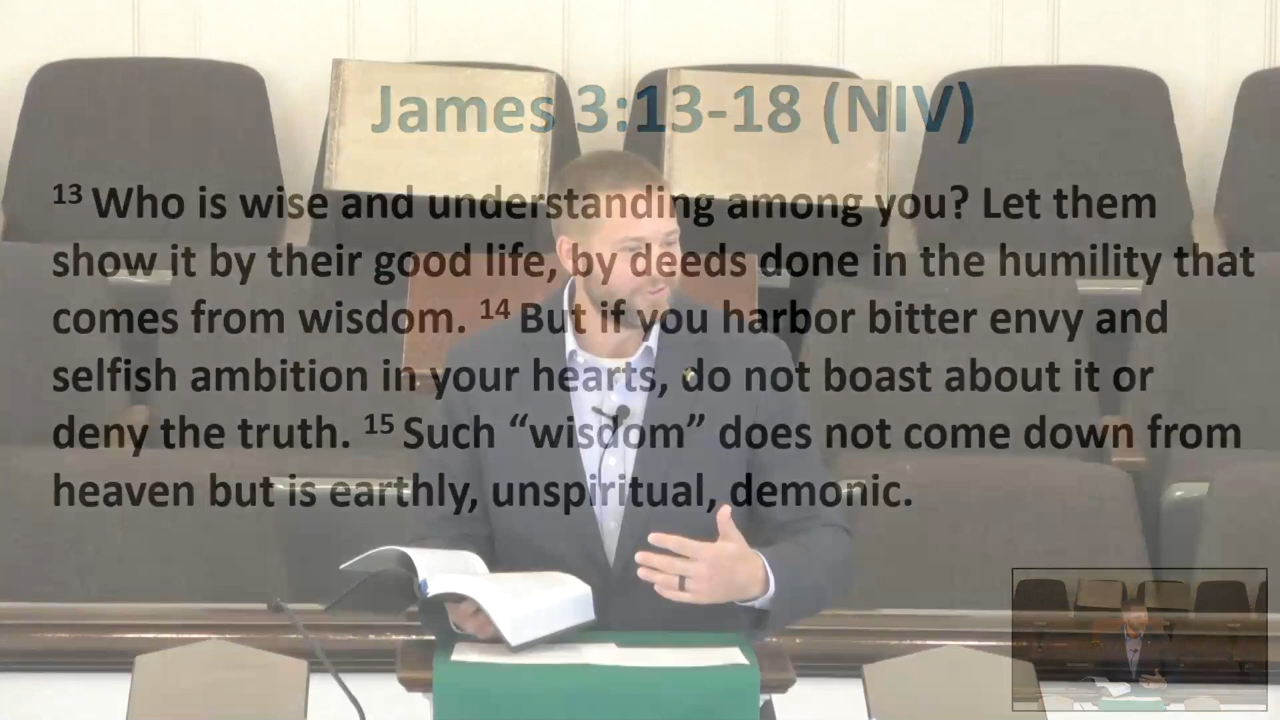 James 3:13-18 (NIV)
13 Who is wise and understanding among you? Let them
show it by their good life, by deeds done in the humility that
comes from wisdom. 14 But if you harbor bitter envy and
selfish ambition in your hearts, do not boast about it or
deny the truth. 15 Such “wisdom” does not come down from
heaven but is earthly, unspiritual, demonic.